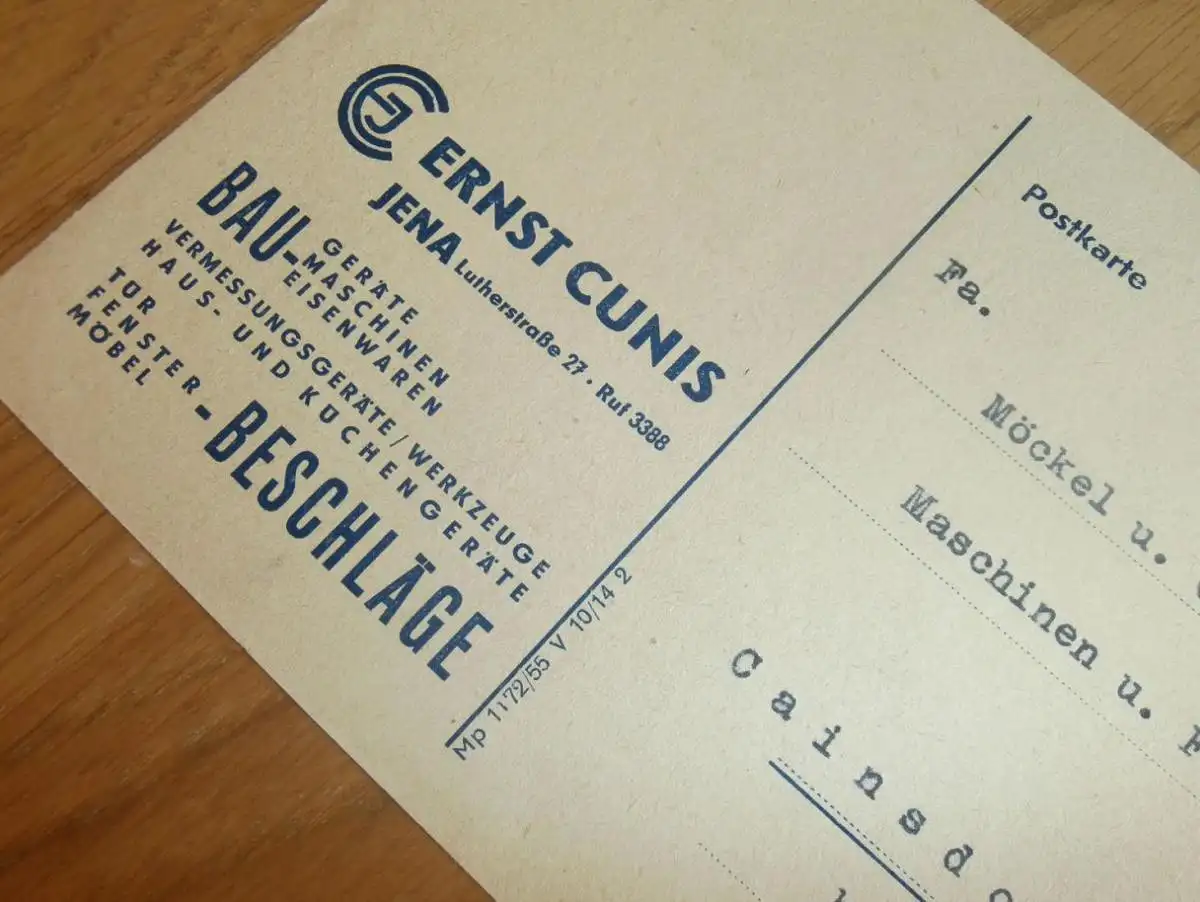 ERNST CUNIS
JENA Lutherstraße 27 · Ruf 3388
BAU-
GERÄTE
MASCHINEN
EISENWAREN
VERMESSUNGSGERÄTE/WERKZEUGE
HAUS- UND KÜCHENGERÄTE
TÜR
FENSTER
MÖBEL
-BESCHLÄGE
Mp 1172/55 V 10/14 2
Postkarte
Fa.
Möckel u.
Maschinen u.